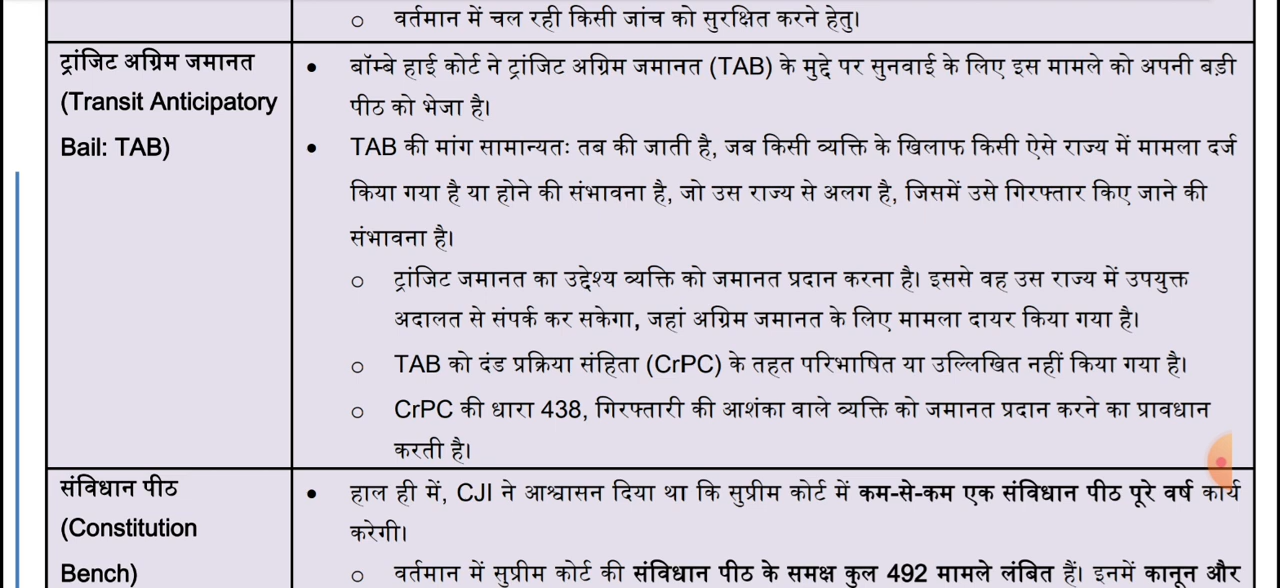 ○ वर्तमान में चल रही किसी जांच को सुरक्षित करने हेतु।
ट्रांजिट अग्रिम जमानत
(Transit Anticipatory
Bail: TAB)
• बॉम्बे हाई कोर्ट ने ट्रांजिट अग्रिम जमानत (TAB) के मुद्दे पर सुनवाई के लिए इस मामले को अपनी बड़ी
पीठ को भेजा है।
• TAB की मांग सामान्यतः तब की जाती है, जब किसी व्यक्ति के खिलाफ किसी ऐसे राज्य में मामला दर्ज
किया गया है या होने की संभावना है, जो उस राज्य से अलग है, जिसमें उसे गिरफ्तार किए जाने की
संभावना है।
○ ट्रांजिट जमानत का उद्देश्य व्यक्ति को जमानत प्रदान करना है। इससे वह उस राज्य में उपयुक्त
अदालत से संपर्क कर सकेगा, जहां अग्रिम जमानत के लिए मामला दायर किया गया है।
○ TAB को दंड प्रक्रिया संहिता (CrPC) के तहत परिभाषित या उल्लिखित नहीं किया गया है।
○ CrPC की धारा 438, गिरफ्तारी की आशंका वाले व्यक्ति को जमानत प्रदान करने का प्रावधान
करती है।
संविधान पीठ
(Constitution
Bench)
• हाल ही में, CJI ने आश्वासन दिया था कि सुप्रीम कोर्ट में कम-से-कम एक संविधान पीठ पूरे वर्ष कार्य
करेगी।
○ वर्तमान में सुप्रीम कोर्ट की संविधान पीठ के समक्ष कुल 492 मामले लंबित हैं। इनमें कानून और